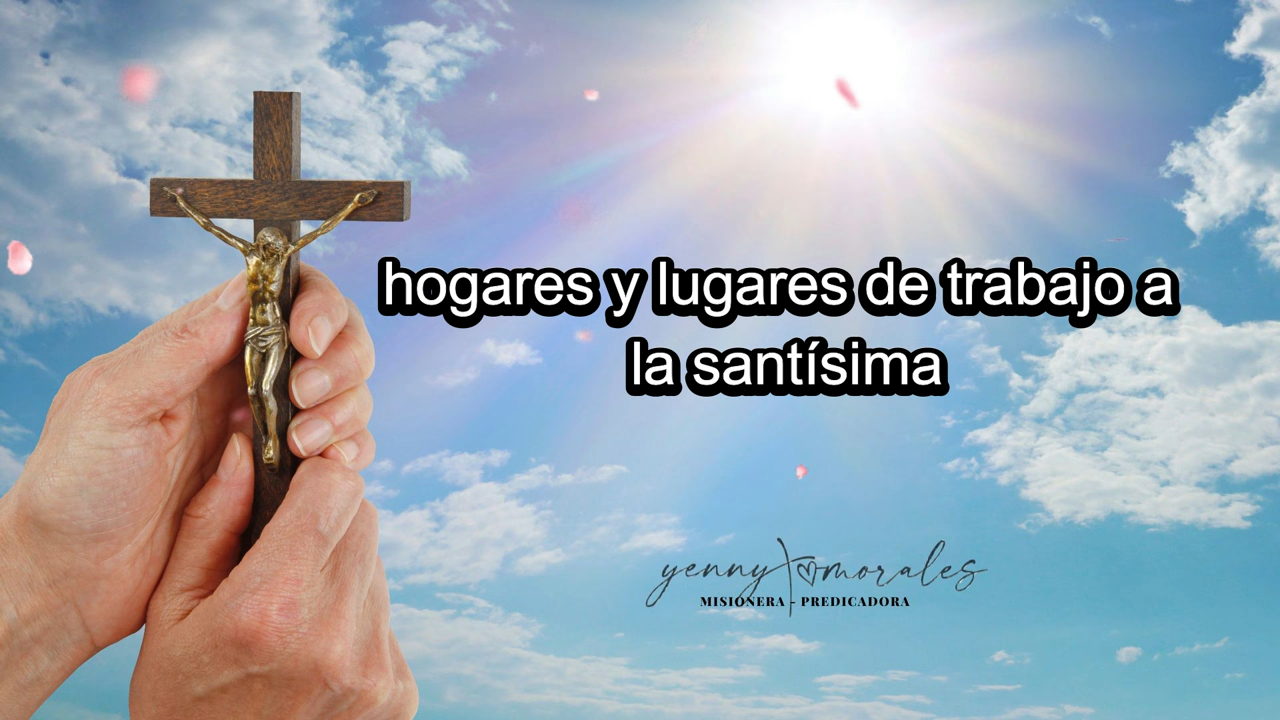 hogares y lugares de trabajo a
la santísima
yenny morales
MISIONERA - PREDICADORA